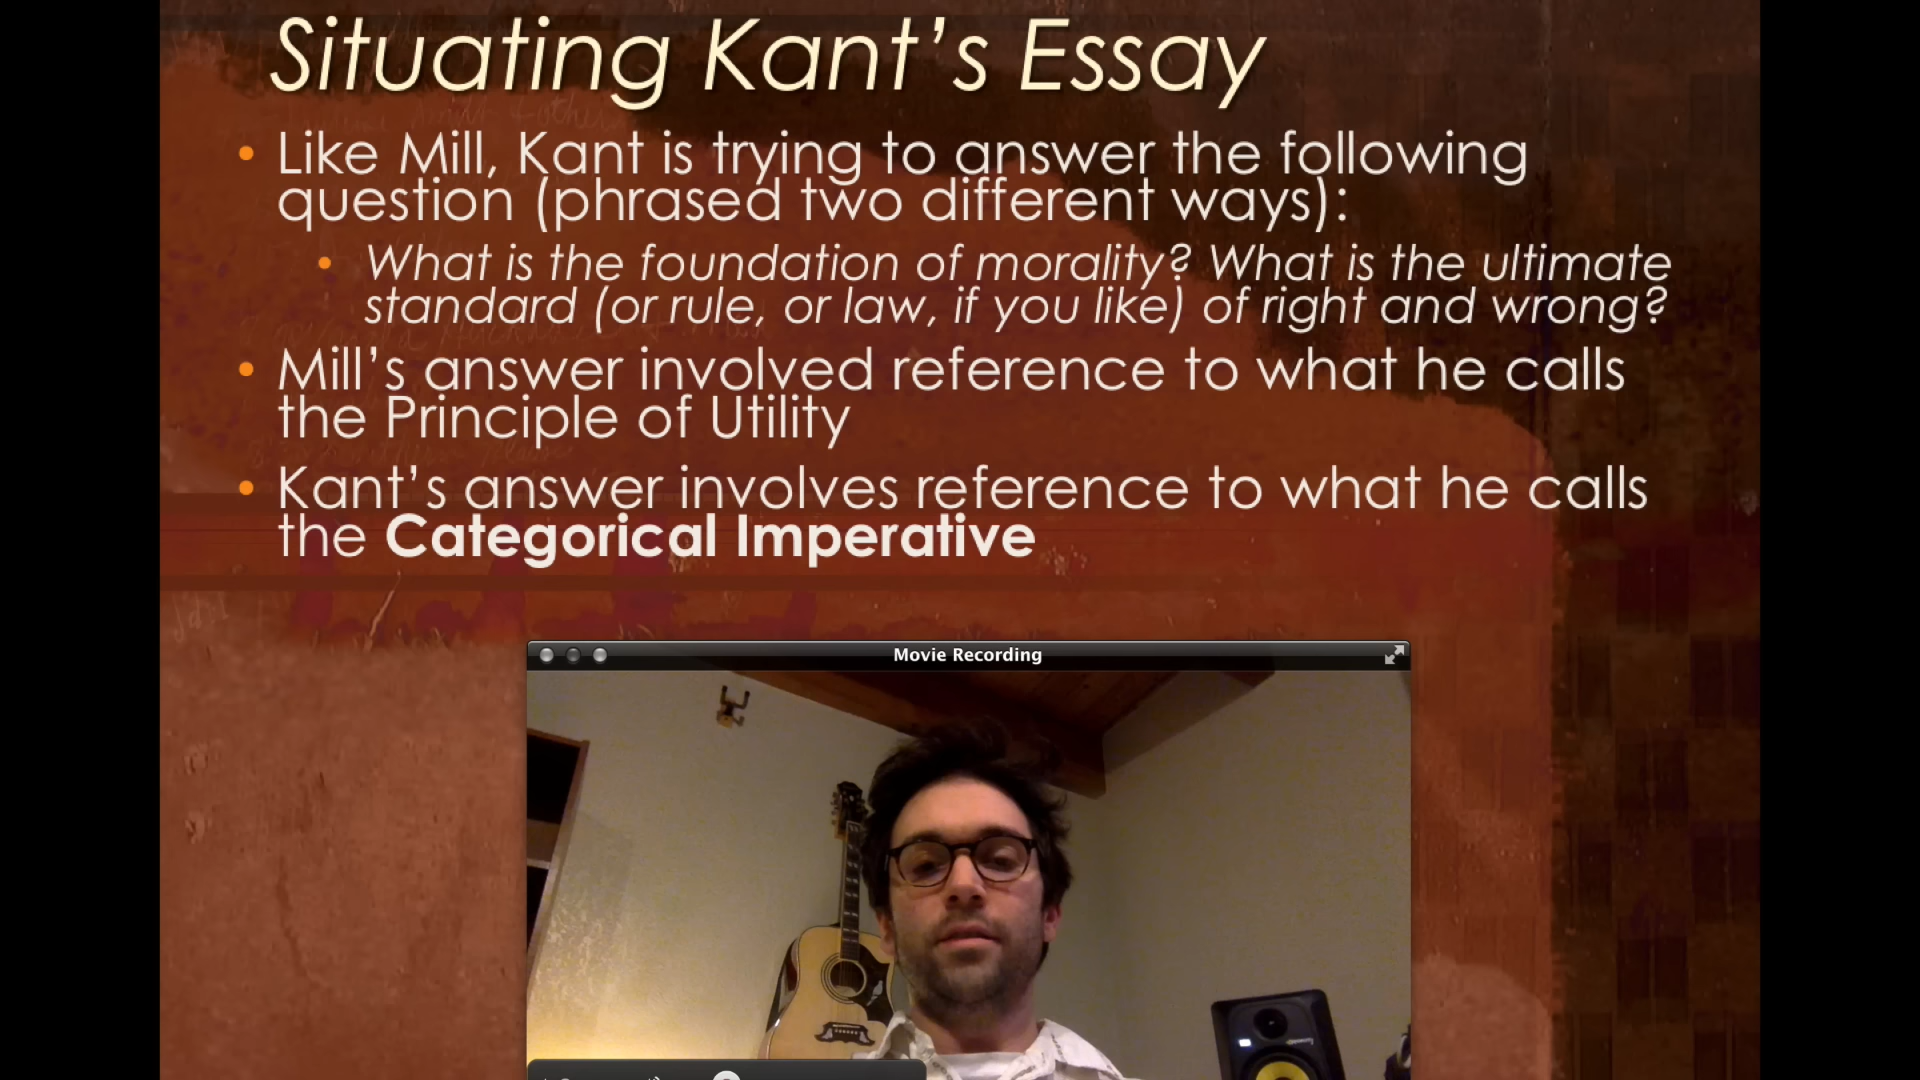 Situating Kant's Essay
• Like Mill, Kant is trying to answer the following
question (phrased two different ways):
• What is the foundation of morality? What is the ultimate
standard (or rule, or law, if you like) of right and wrong?
• Mill's answer involved reference to what he calls
the Principle of Utility
• Kant's answer involves reference to what he calls
the Categorical Imperative
Movie Recording